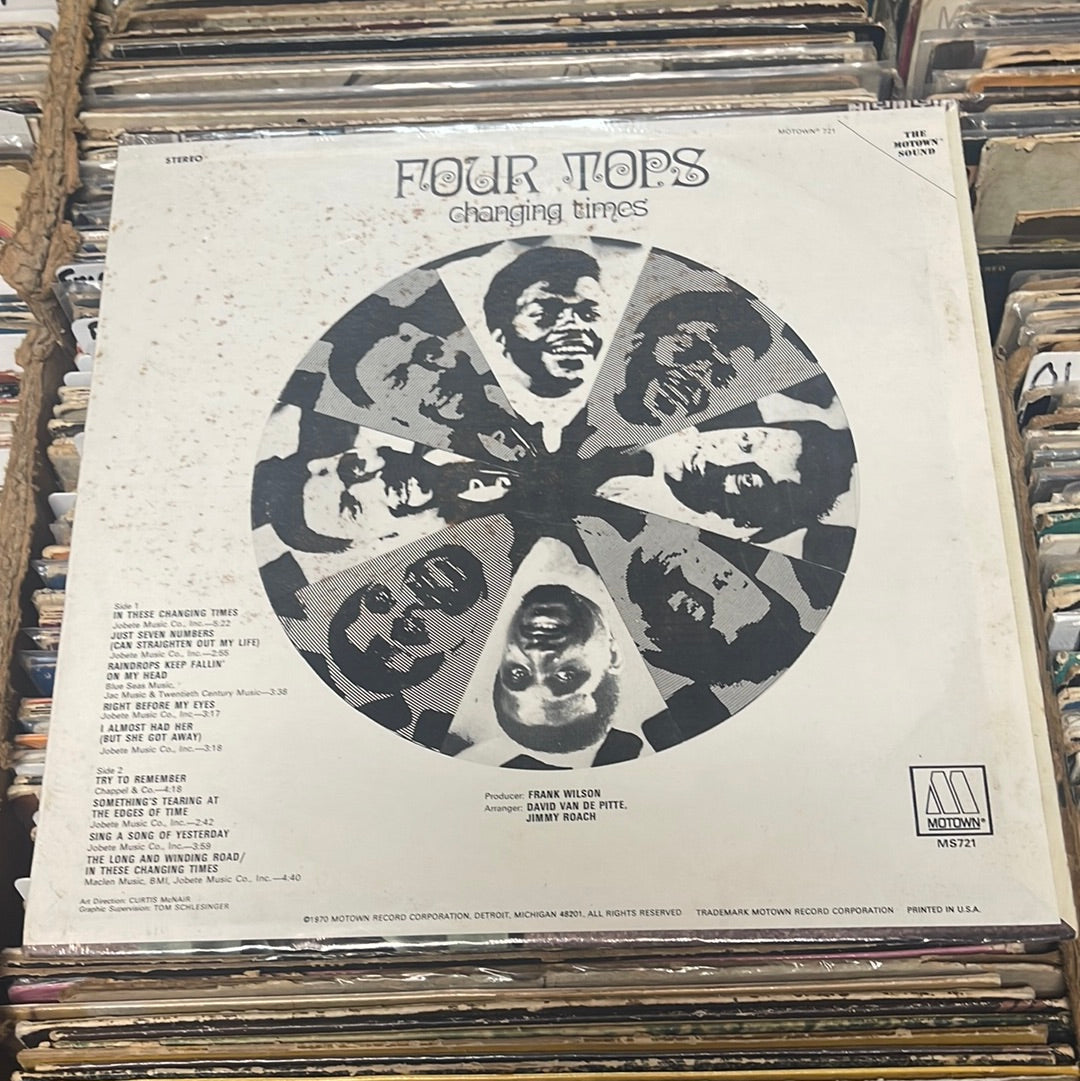 STEREO
MOTOWN® 721
THE
MOTOWN
SOUND
FOUR TOPS
changing times
Side 1
IN THESE CHANGING TIMES
Jobete Music Co., Inc.—5:22
JUST SEVEN NUMBERS
(CAN STRAIGHTEN OUT MY LIFE)
Jobete Music Co., Inc.—2:55
RAINDROPS KEEP FALLIN'
ON MY HEAD
Blue Seas Music,
Jac Music & Twentieth Century Music—3:38
RIGHT BEFORE MY EYES
Jobete Music Co., Inc—3:17
I ALMOST HAD HER
(BUT SHE GOT AWAY)
Jobete Music Co., Inc.—3:18
Side 2
TRY TO REMEMBER
Chappel & Co.—4:18
SOMETHING'S TEARING AT
THE EDGES OF TIME
Jobete Music Co., Inc.—2:42
SING A SONG OF YESTERDAY
Jobete Music Co., Inc.—3:59
THE LONG AND WINDING ROAD/
IN THESE CHANGING TIMES
Maclen Music, BMI, Jobete Music Co., Inc.—4:40
Art Direction: CURTIS McNAIR
Graphic Supervision: TOM SCHLESINGER
Producer: FRANK WILSON
Arranger: DAVID VAN DE PITTE,
JIMMY ROACH
MOTOWN®
MS721
©1970 MOTOWN RECORD CORPORATION, DETROIT, MICHIGAN 48201, ALL RIGHTS RESERVED TRADEMARK MOTOWN RECORD CORPORATION PRINTED IN U.S.A.